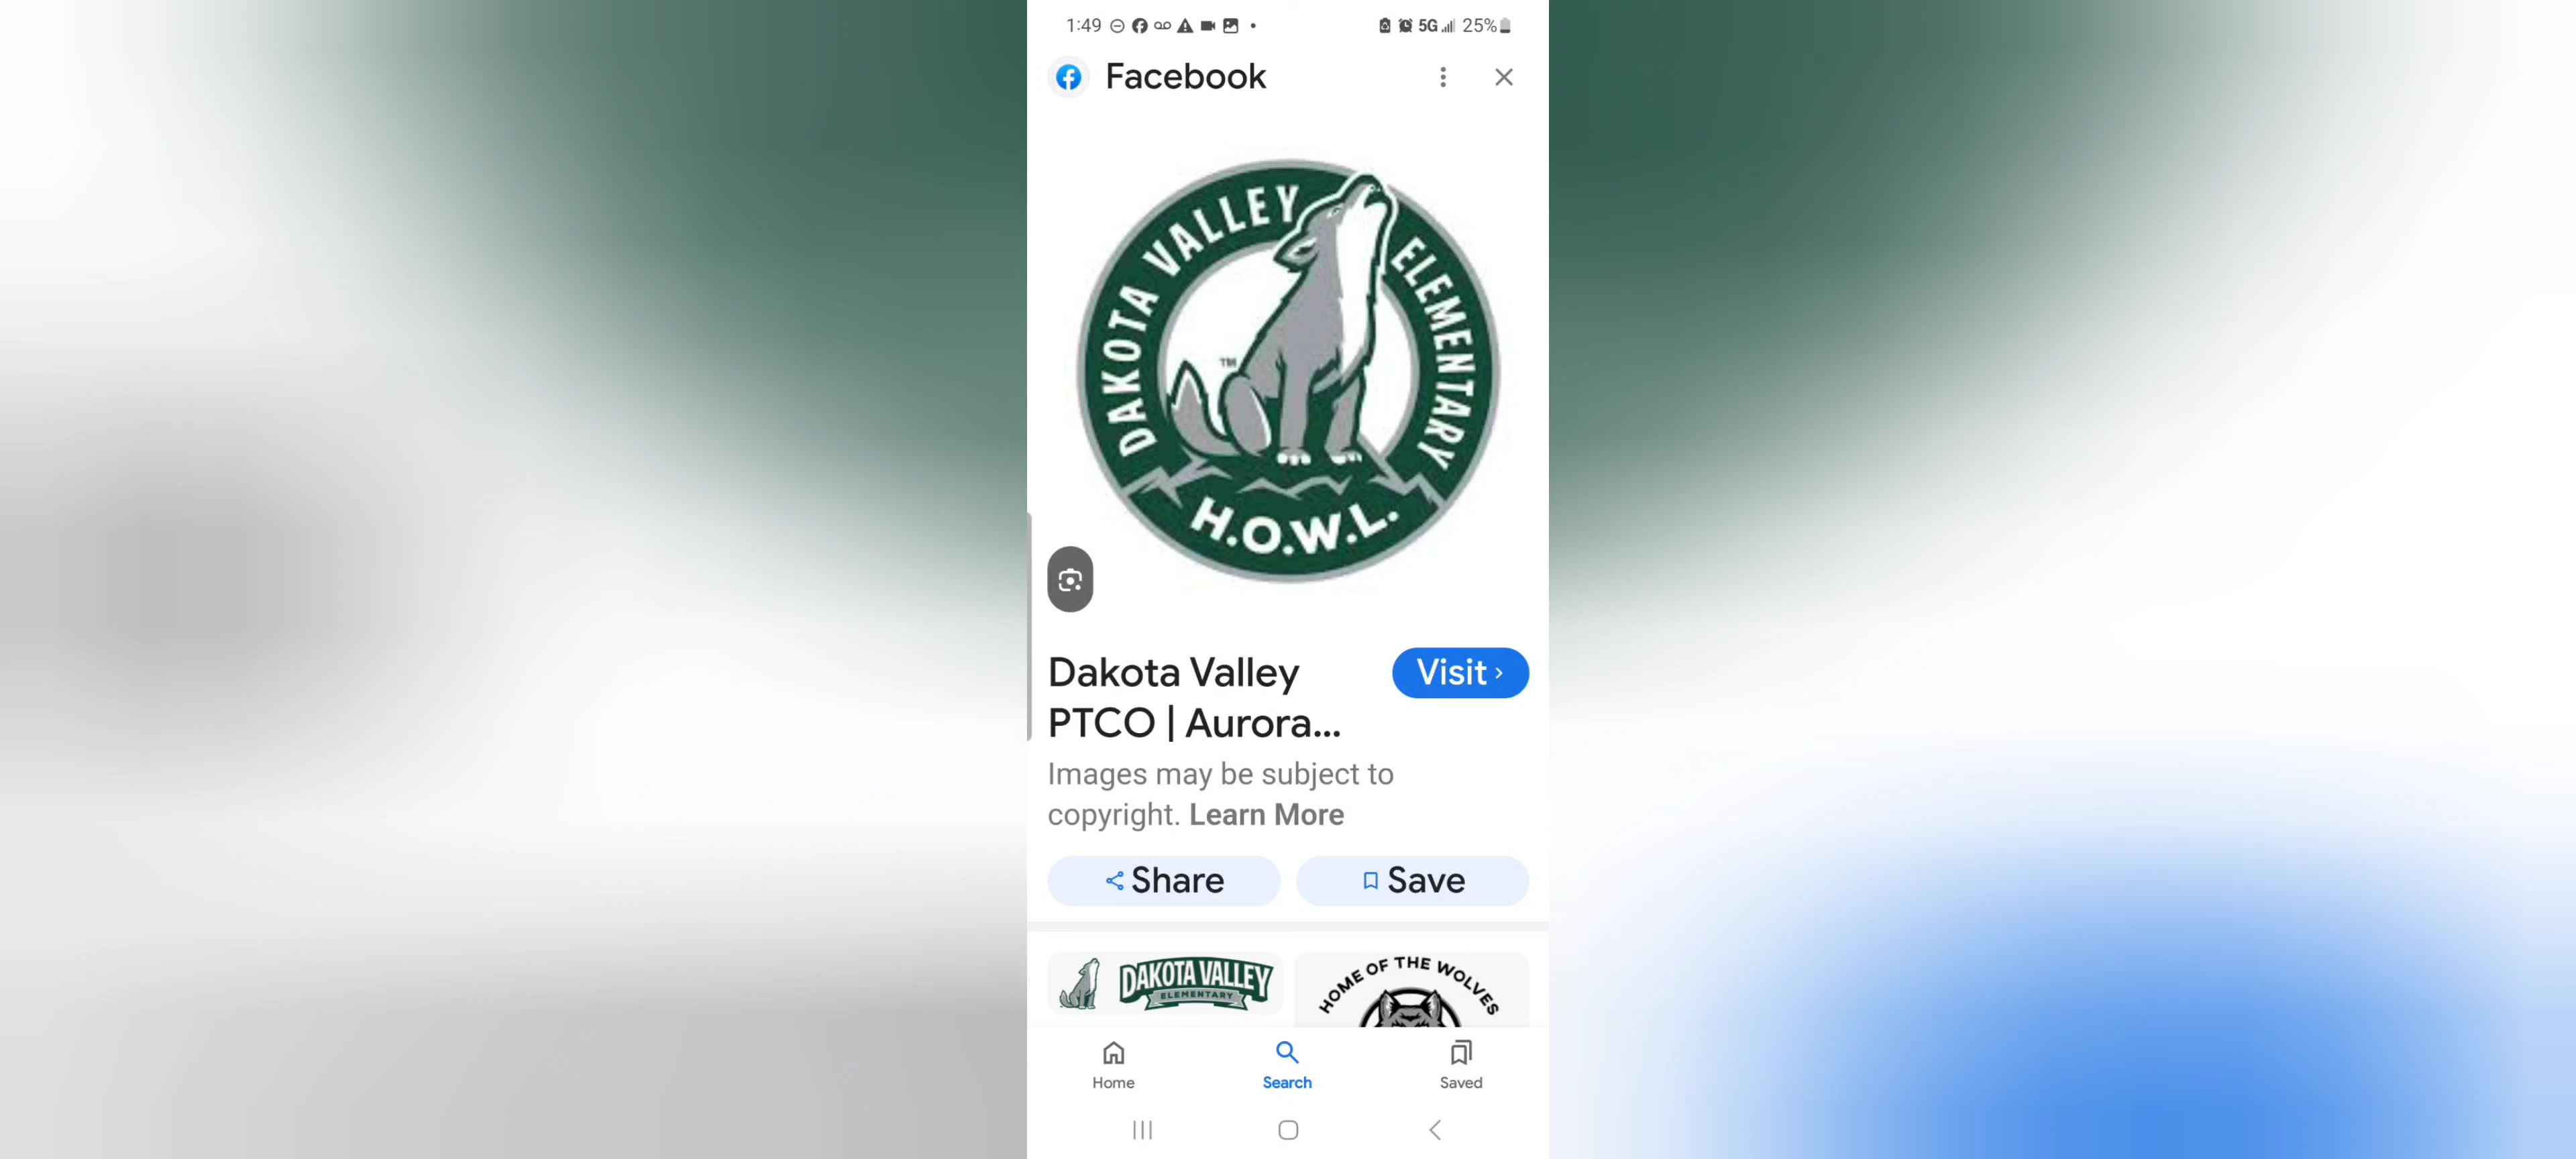 1:49 5G 25%
Facebook
DAKOTA VALLEY ELEMENTARY
TM
H.O.W.L.
Dakota Valley
PTCO | Aurora...
Visit
Images may be subject to
copyright. Learn More
Share Save
DAKOTA VALLEY
ELEMENTARY
HOME OF THE WOLVES
Home Search Saved